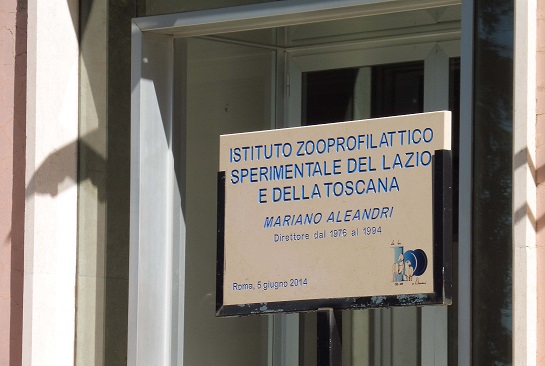 ISTITUTO ZOOPROFILATTICO
SPERIMENTALE DEL LAZIO
E DELLA TOSCANA
MARIANO ALEANDRI
Direttore dal 1976 al 1994
Roma, 5 giugno 2014